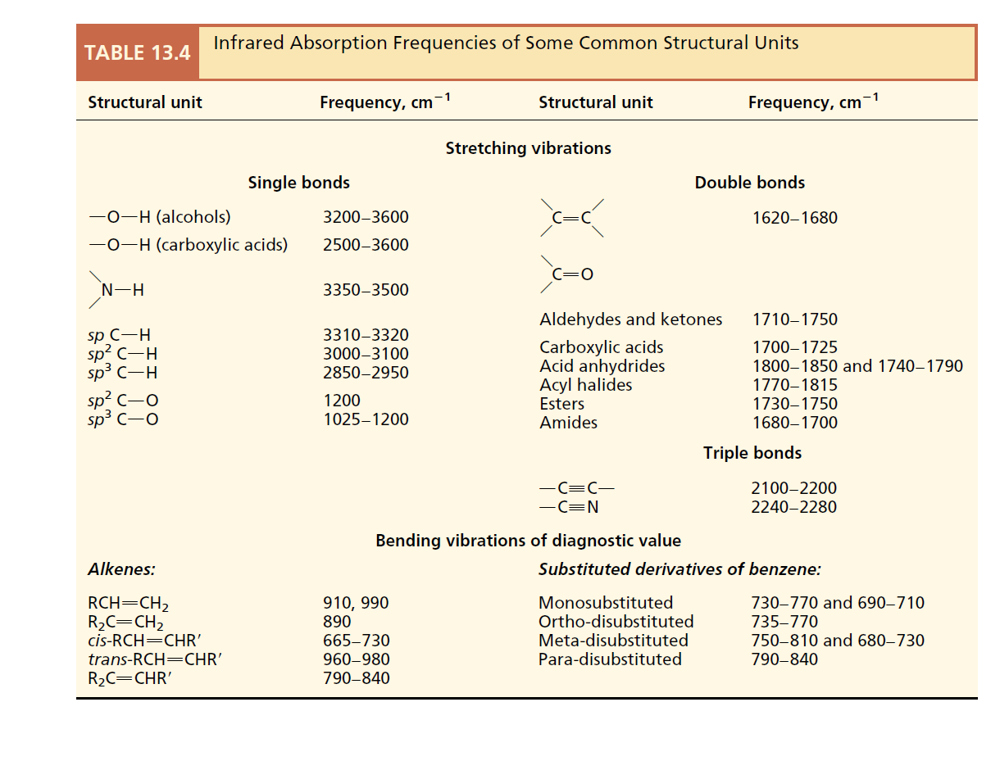 TABLE 13.4 Infrared Absorption Frequencies of Some Common Structural Units
Structural unit Frequency, cm⁻¹ Structural unit Frequency, cm⁻¹
Stretching vibrations
Single bonds Double bonds
—O—H (alcohols) 3200–3600 C=C 1620–1680
—O—H (carboxylic acids) 2500–3600
C=O
N—H 3350–3500
Aldehydes and ketones 1710–1750
sp C—H 3310–3320 Carboxylic acids 1700–1725
sp² C—H 3000–3100 Acid anhydrides 1800–1850 and 1740–1790
sp³ C—H 2850–2950 Acyl halides 1770–1815
sp² C—O 1200 Esters 1730–1750
sp³ C—O 1025–1200 Amides 1680–1700
Triple bonds
—C≡C— 2100–2200
—C≡N 2240–2280
Bending vibrations of diagnostic value
Alkenes: Substituted derivatives of benzene:
RCH=CH₂ 910, 990 Monosubstituted 730–770 and 690–710
R₂C=CH₂ 890 Ortho-disubstituted 735–770
cis-RCH=CHR′ 665–730 Meta-disubstituted 750–810 and 680–730
trans-RCH=CHR′ 960–980 Para-disubstituted 790–840
R₂C=CHR′ 790–840